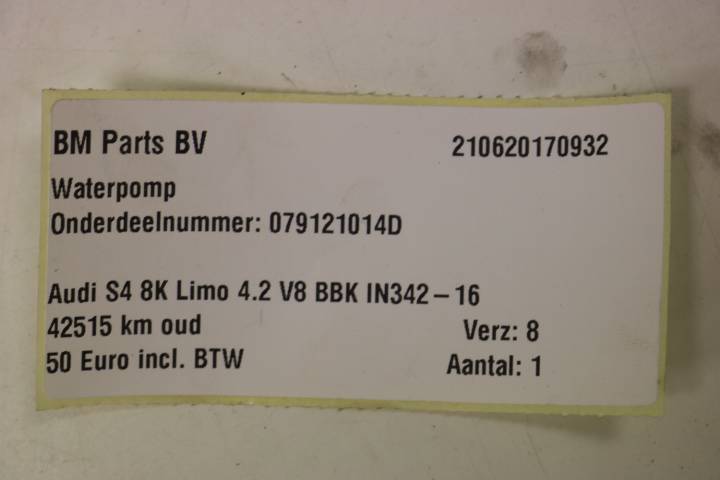 BM Parts BV 210620170932
Waterpomp
Onderdeelnummer: 079121014D
Audi S4 8K Limo 4.2 V8 BBK IN342-16
42515 km oud Verz: 8
50 Euro incl. BTW Aantal: 1